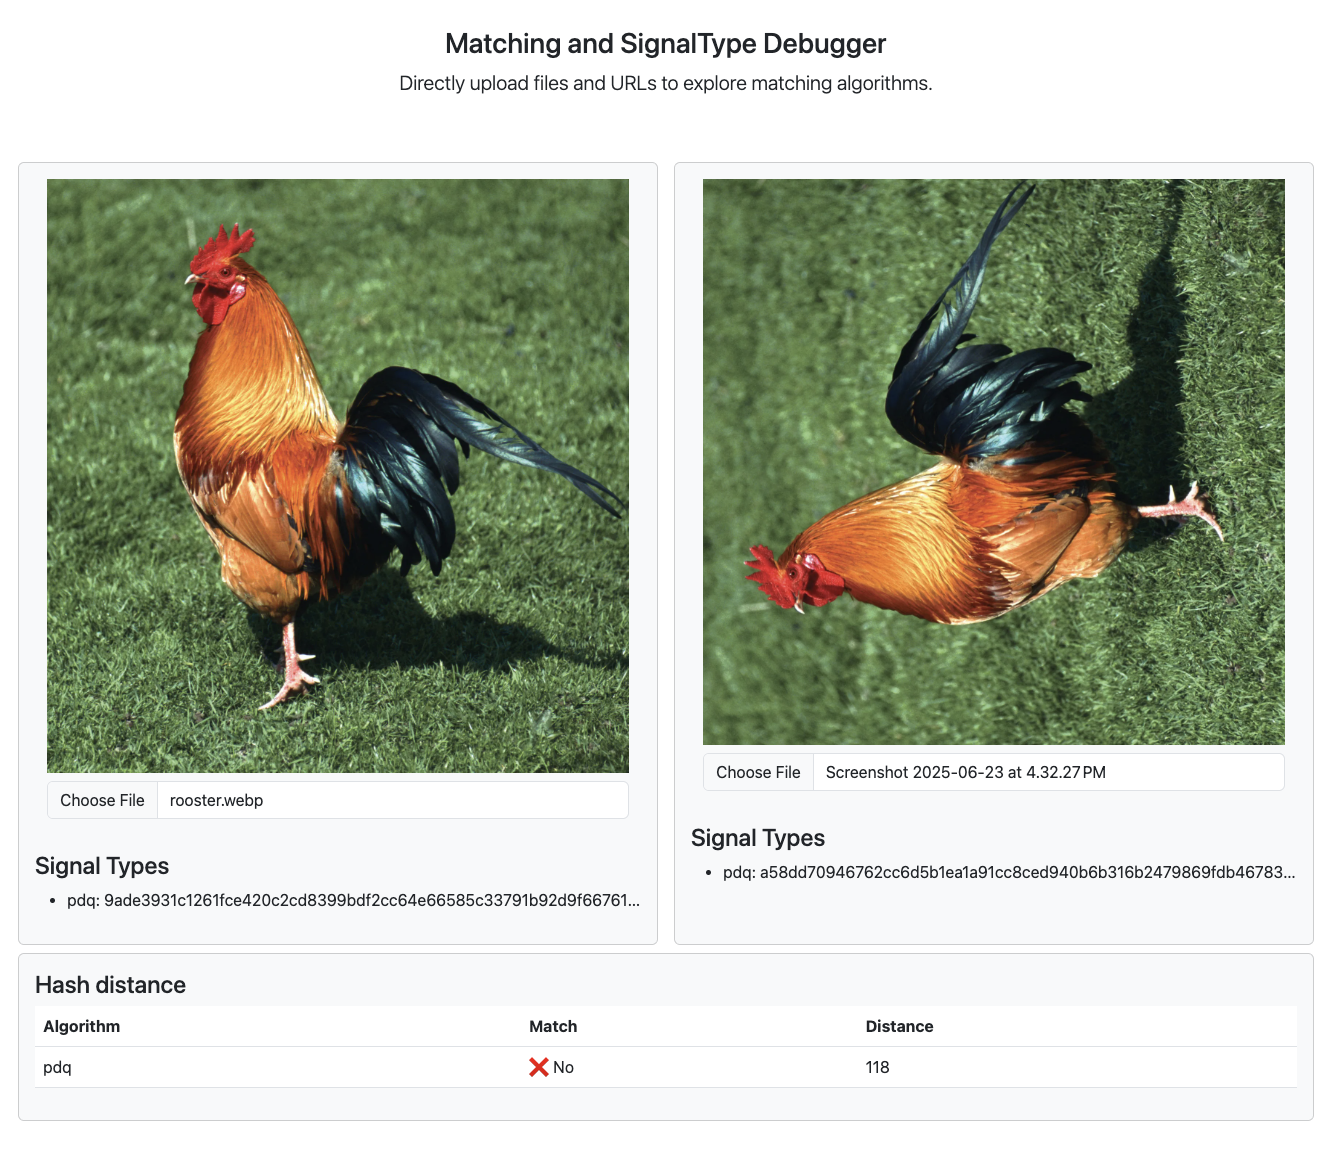 Matching and SignalType Debugger
Directly upload files and URLs to explore matching algorithms.
Choose File rooster.webp
Signal Types
• pdq: 9ade3931c1261fce420c2cd8399bdf2cc64e66585c33791b92d9f66761...
Choose File Screenshot 2025-06-23 at 4.32.27 PM
Signal Types
• pdq: a58dd70946762cc6d5b1ea1a91cc8ced940b6b316b2479869fdb46783...
Hash distance
Algorithm Match Distance
pdq ❌ No 118